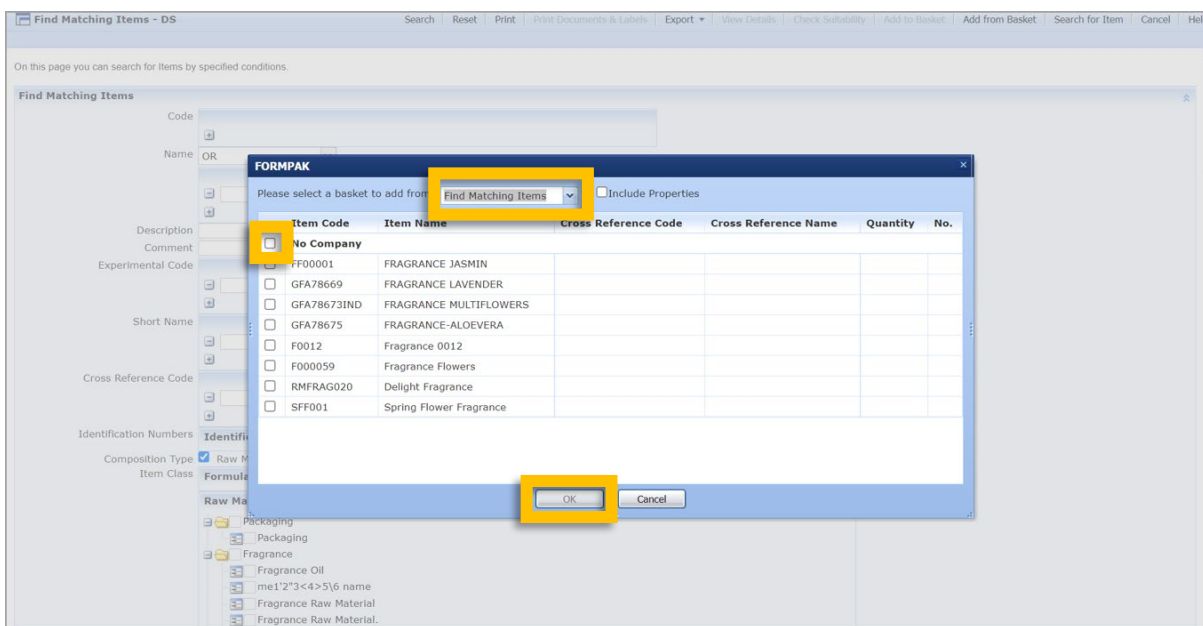 Find Matching Items - DS Search Reset Print Print Documents & Labels Export View Details Check Suitability Add to Basket Add from Basket Search for Item Cancel Hel
On this page you can search for Items by specified conditions.
Find Matching Items
Code
Name OR
FORMPAK
Please select a basket to add from Find Matching Items Include Properties
Item Code Item Name Cross Reference Code Cross Reference Name Quantity No.
No Company
FF00001 FRAGRANCE JASMIN
GFA78669 FRAGRANCE LAVENDER
GFA78673IND FRAGRANCE MULTIFLOWERS
GFA78675 FRAGRANCE-ALOEVERA
F0012 Fragrance 0012
F000059 Fragrance Flowers
RMFRAG020 Delight Fragrance
SFF001 Spring Flower Fragrance
OK Cancel
Description
Comment
Experimental Code
Short Name
Cross Reference Code
Identification Numbers Identifi
Composition Type Raw M
Item Class Formula
Raw Ma
Packaging
Packaging
Fragrance
Fragrance Oil
me1'2"3<4>5\6 name
Fragrance Raw Material
Fragrance Raw Material.